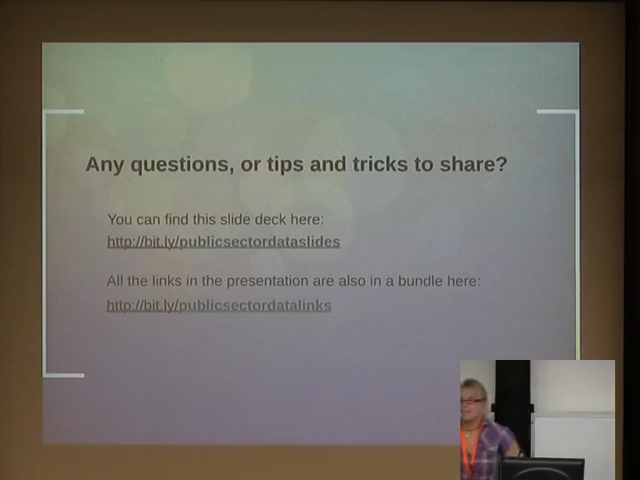 Any questions, or tips and tricks to share?
You can find this slide deck here:
http://bit.ly/publicsectordataslides
All the links in the presentation are also in a bundle here:
http://bit.ly/publicsectordatalinks